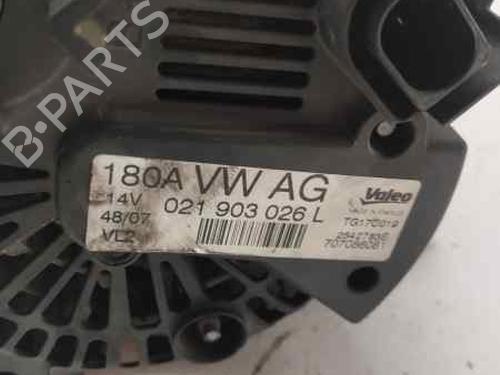 B-PARTS
180A VW AG
14V 021 903 026 L
48/07
VL2
Valeo
TG17C019